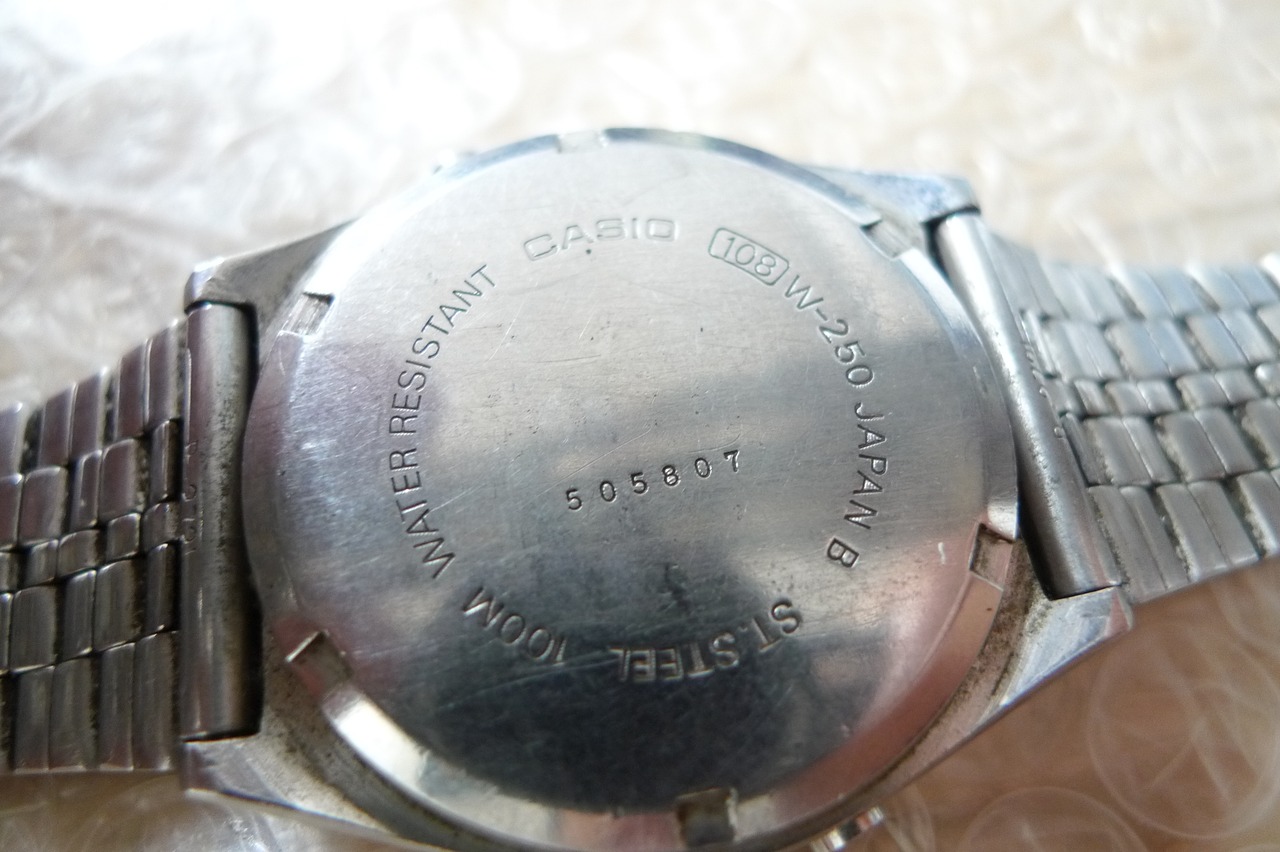 CASIO
108 W-250 JAPAN B
ST.STEEL 100M WATER RESISTANT
505807